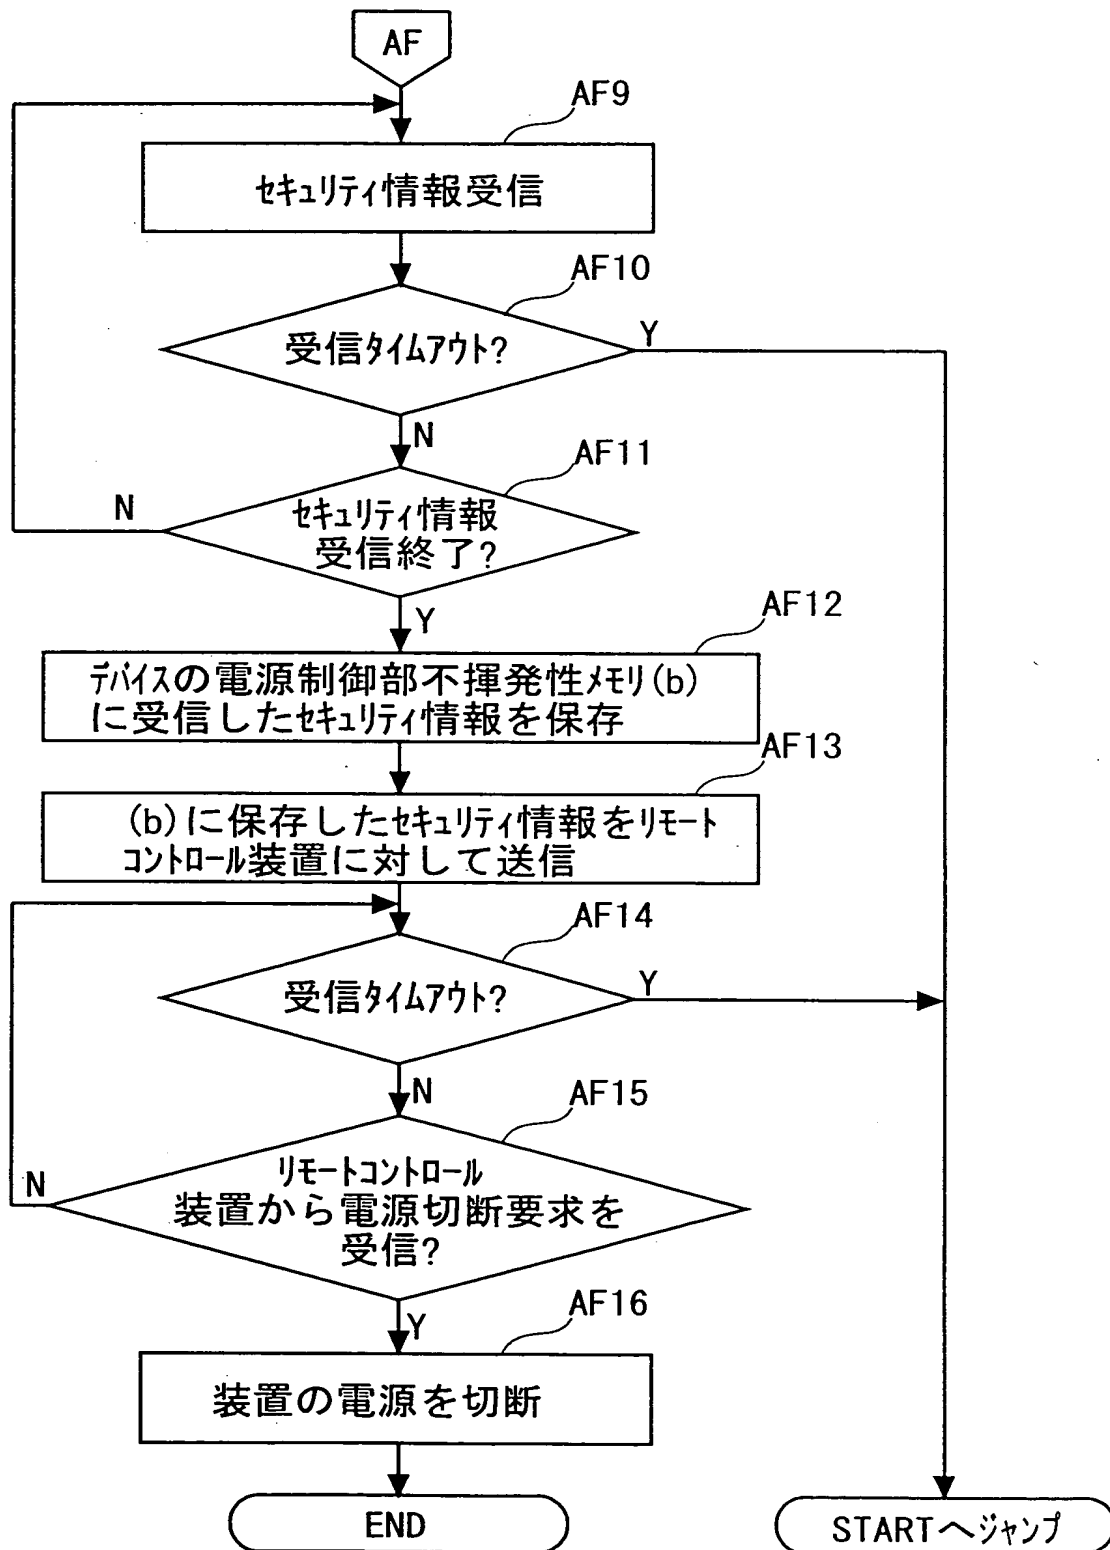 AF
AF9
セキュリティ情報受信
AF10
受信タイムアウト?
Y
N
AF11
セキュリティ情報
受信終了?
N
Y
AF12
デバイスの電源制御部不揮発性メモリ(b)
に受信したセキュリティ情報を保存
AF13
(b)に保存したセキュリティ情報をリモート
コントロール装置に対して送信
AF14
受信タイムアウト?
Y
N
AF15
リモートコントロール
装置から電源切断要求を
受信?
N
Y
AF16
装置の電源を切断
END
STARTへジャンプ